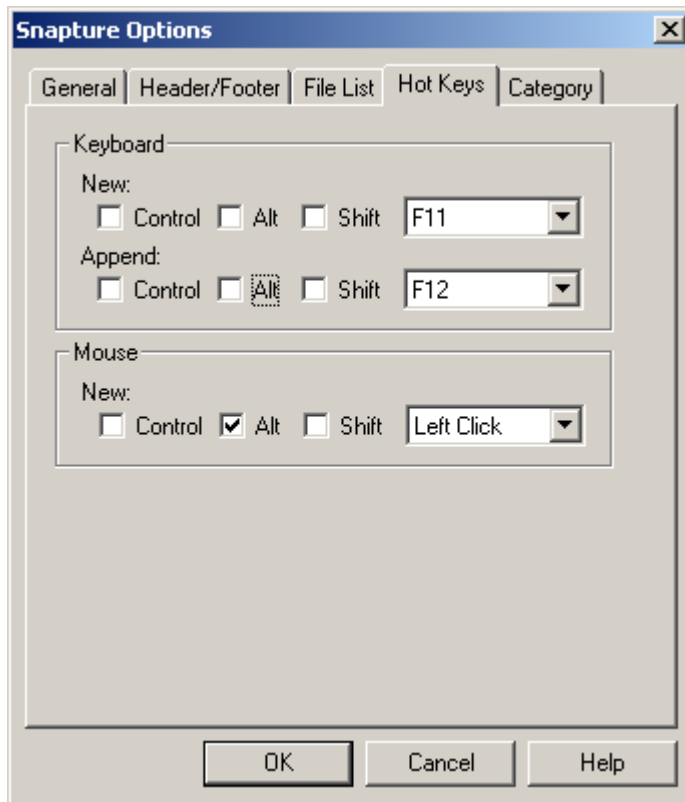 Snapture Options
General Header/Footer File List Hot Keys Category
Keyboard
New:
Control Alt Shift F11
Append:
Control Alt Shift F12
Mouse
New:
Control Alt Shift Left Click
OK Cancel Help